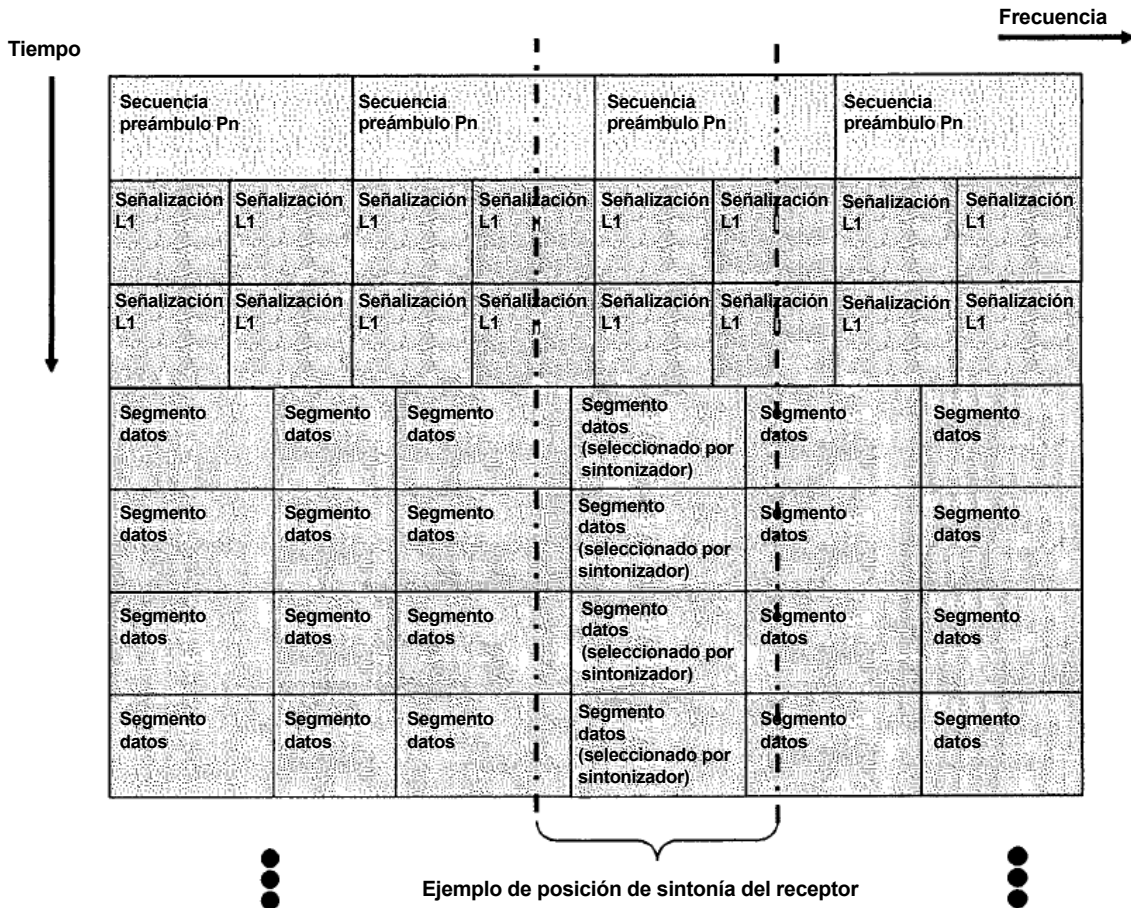 Frecuencia
Tiempo
Secuencia
preámbulo Pn
Secuencia
preámbulo Pn
Secuencia
preámbulo Pn
Secuencia
preámbulo Pn
Señalización
L1
Señalización
L1
Señalización
L1
Señalización
L1
Señalización
L1
Señalización
L1
Señalización
L1
Señalización
L1
Señalización
L1
Señalización
L1
Señalización
L1
Señalización
L1
Señalización
L1
Señalización
L1
Señalización
L1
Señalización
L1
Segmento
datos
Segmento
datos
Segmento
datos
Segmento
datos
(seleccionado por
sintonizador)
Segmento
datos
Segmento
datos
Segmento
datos
Segmento
datos
Segmento
datos
Segmento
datos
(seleccionado por
sintonizador)
Segmento
datos
Segmento
datos
Segmento
datos
Segmento
datos
Segmento
datos
Segmento
datos
(seleccionado por
sintonizador)
Segmento
datos
Segmento
datos
Segmento
datos
Segmento
datos
Segmento
datos
Segmento
datos
(seleccionado por
sintonizador)
Segmento
datos
Segmento
datos
Ejemplo de posición de sintonía del receptor